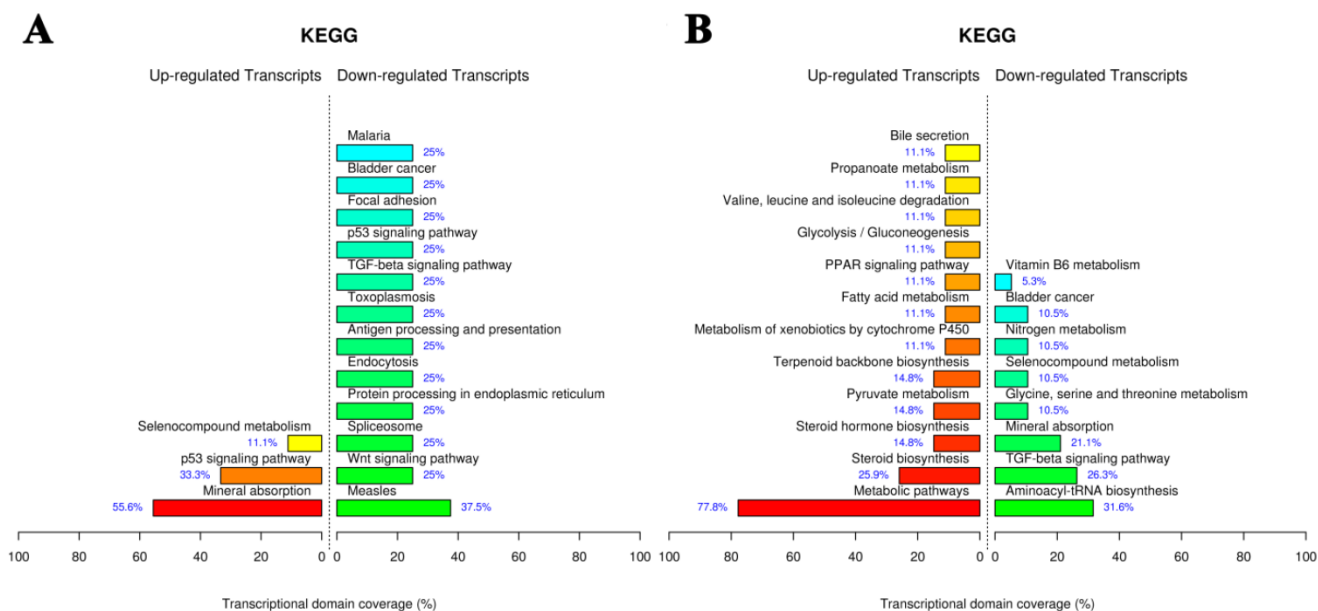 A
KEGG
Up-regulated Transcripts
Down-regulated Transcripts
Malaria
25%
Bladder cancer
25%
Focal adhesion
25%
p53 signaling pathway
25%
TGF-beta signaling pathway
25%
Toxoplasmosis
25%
Antigen processing and presentation
25%
Endocytosis
25%
Protein processing in endoplasmic reticulum
25%
Selenocompound metabolism
Spliceosome
11.1%
25%
p53 signaling pathway
Wnt signaling pathway
33.3%
25%
Mineral absorption
Measles
55.6%
37.5%
100 80 60 40 20 0 0 20 40 60 80 100
Transcriptional domain coverage (%)
B
KEGG
Up-regulated Transcripts
Down-regulated Transcripts
Bile secretion
11.1%
Propanoate metabolism
11.1%
Valine, leucine and isoleucine degradation
11.1%
Glycolysis / Gluconeogenesis
11.1%
PPAR signaling pathway
Vitamin B6 metabolism
11.1%
5.3%
Fatty acid metabolism
Bladder cancer
11.1%
10.5%
Metabolism of xenobiotics by cytochrome P450
Nitrogen metabolism
11.1%
10.5%
Terpenoid backbone biosynthesis
Selenocompound metabolism
14.8%
10.5%
Pyruvate metabolism
Glycine, serine and threonine metabolism
14.8%
10.5%
Steroid hormone biosynthesis
Mineral absorption
14.8%
21.1%
Steroid biosynthesis
TGF-beta signaling pathway
25.9%
26.3%
Metabolic pathways
Aminoacyl-tRNA biosynthesis
77.8%
31.6%
100 80 60 40 20 0 0 20 40 60 80 100
Transcriptional domain coverage (%)